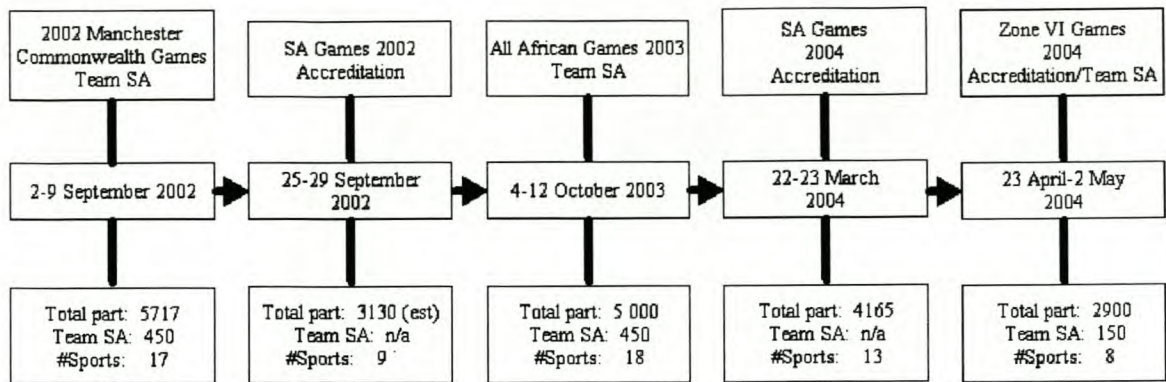 2002 Manchester
Commonwealth Games
Team SA
SA Games 2002
Accreditation
All African Games 2003
Team SA
SA Games
2004
Accreditation
Zone VI Games
2004
Accreditation/Team SA
2-9 September 2002
25-29 September
2002
4-12 October 2003
22-23 March
2004
23 April-2 May
2004
Total part: 5717
Team SA: 450
#Sports: 17
Total part: 3130 (est)
Team SA: n/a
#Sports: 9
Total part: 5 000
Team SA: 450
#Sports: 18
Total part: 4165
Team SA: n/a
#Sports: 13
Total part: 2900
Team SA: 150
#Sports: 8